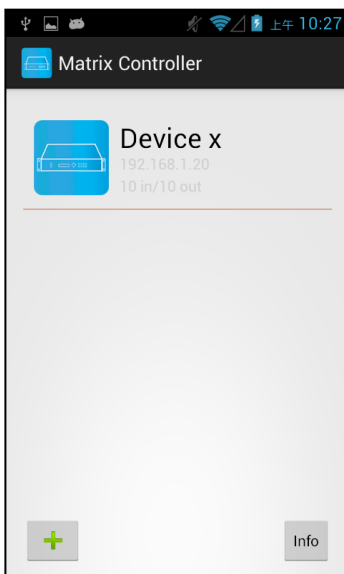 上午 10:27
Matrix Controller
Device x
192.168.1.20
10 in/10 out
Info